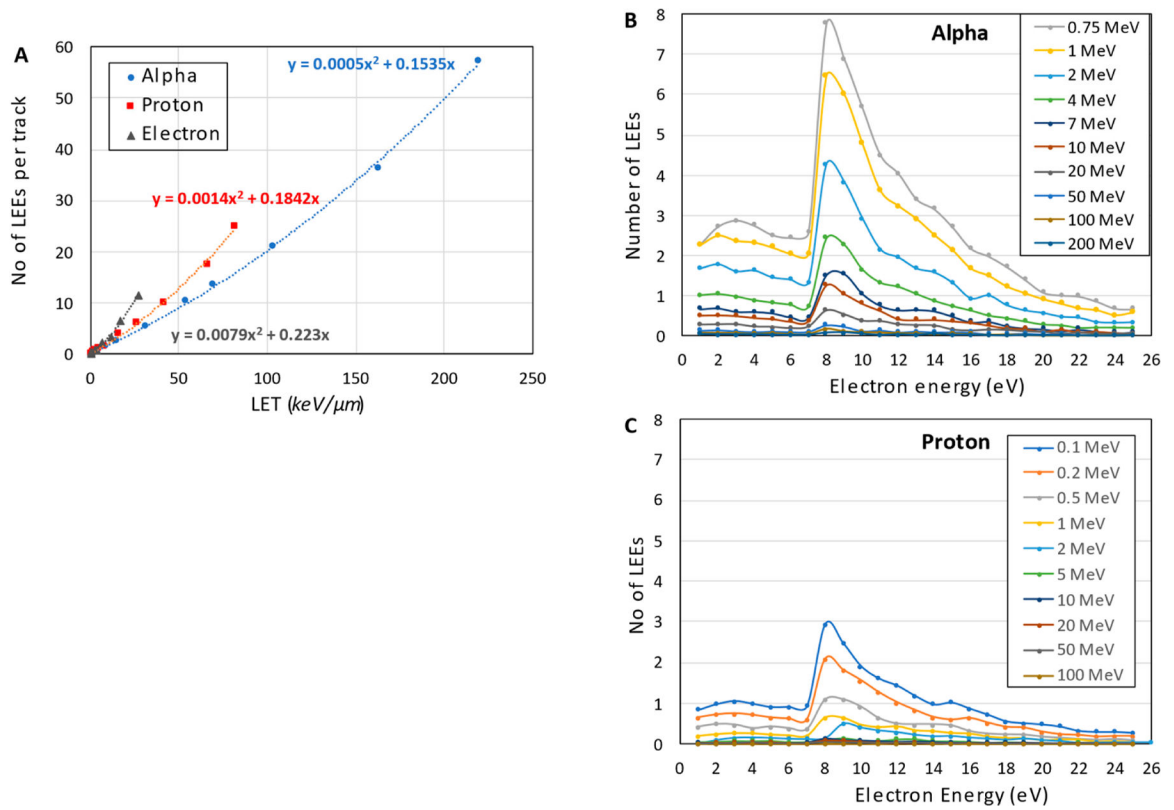 A
60
50
40
30
20
10
0
No of LEEs per track
Alpha
Proton
Electron
y = 0.0005x² + 0.1535x
y = 0.0014x² + 0.1842x
y = 0.0079x² + 0.223x
0 50 100 150 200 250
LET (keV/μm)
B
Alpha
8
7
6
5
4
3
2
1
0
Number of LEEs
0.75 MeV
1 MeV
2 MeV
4 MeV
7 MeV
10 MeV
20 MeV
50 MeV
100 MeV
200 MeV
0 2 4 6 8 10 12 14 16 18 20 22 24 26
Electron energy (eV)
C
Proton
8
7
6
5
4
3
2
1
0
No of LEEs
0.1 MeV
0.2 MeV
0.5 MeV
1 MeV
2 MeV
5 MeV
10 MeV
20 MeV
50 MeV
100 MeV
0 2 4 6 8 10 12 14 16 18 20 22 24 26
Electron Energy (eV)